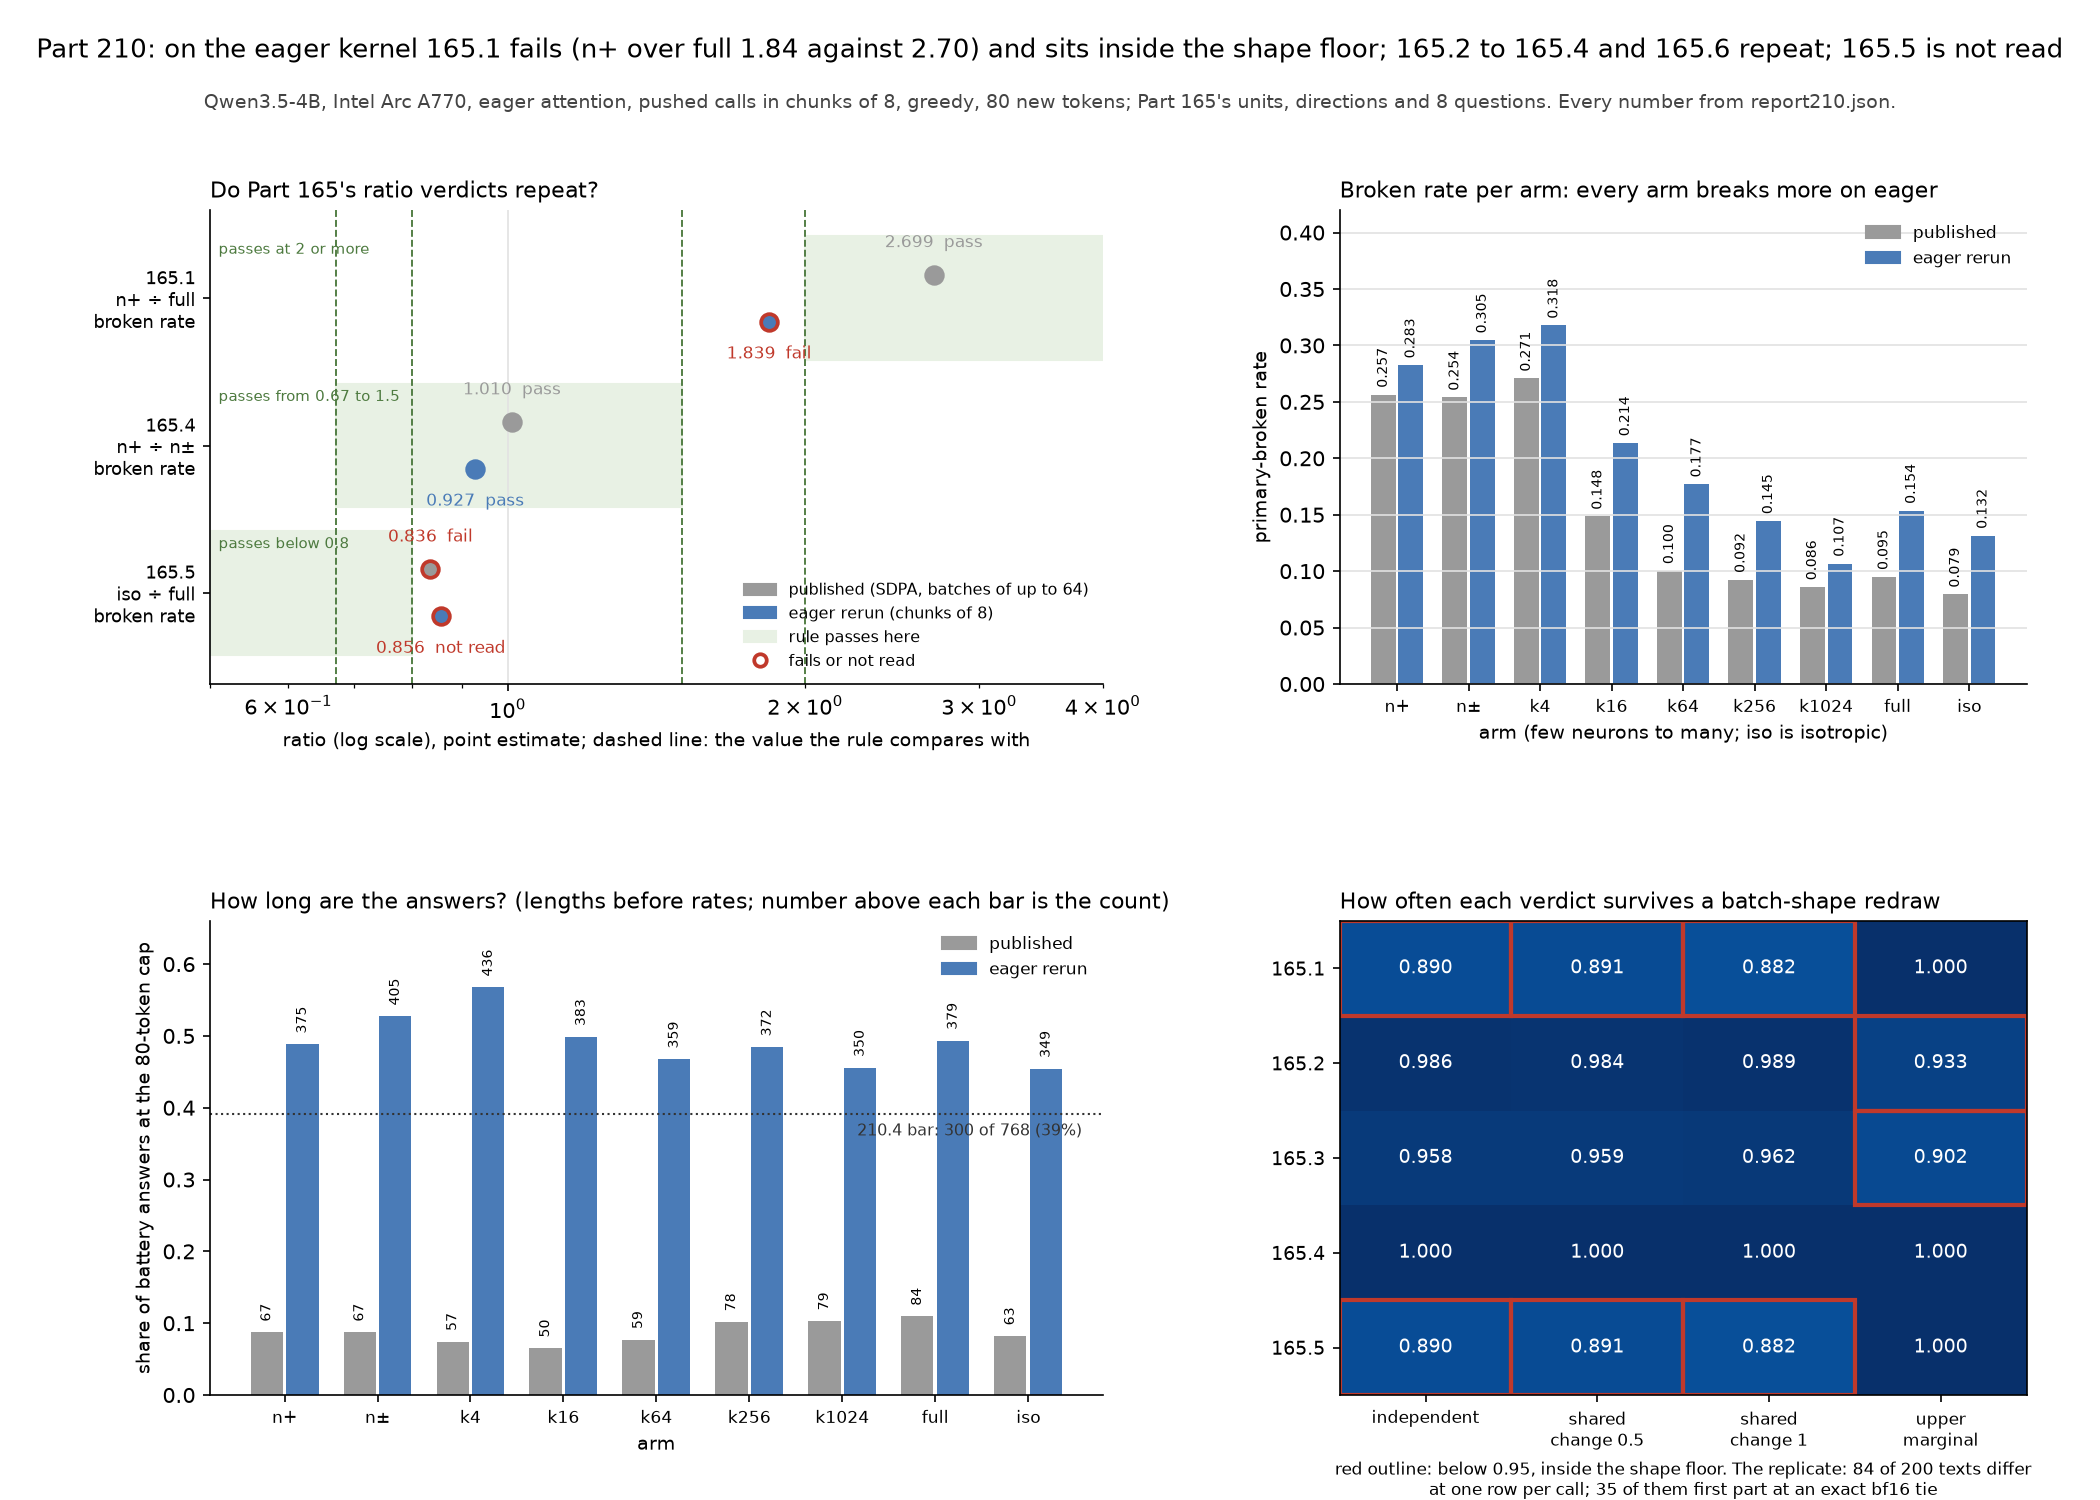 Part 210: on the eager kernel 165.1 fails (n+ over full 1.84 against 2.70) and sits inside the shape floor; 165.2 to 165.4 and 165.6 repeat; 165.5 is not read
Qwen3.5-4B, Intel Arc A770, eager attention, pushed calls in chunks of 8, greedy, 80 new tokens; Part 165's units, directions and 8 questions. Every number from report210.json.
Do Part 165's ratio verdicts repeat?
passes at 2 or more
2.699 pass
165.1
n+ ÷ full
broken rate
1.839 fail
passes from 0.67 to 1.5
1.010 pass
165.4
n+ ÷ n±
broken rate
0.927 pass
passes below 0.8
0.836 fail
165.5
iso ÷ full
broken rate
0.856 not read
published (SDPA, batches of up to 64)
eager rerun (chunks of 8)
rule passes here
fails or not read
6 × 10⁻¹
10⁰
2 × 10⁰
3 × 10⁰
4 × 10⁰
ratio (log scale), point estimate; dashed line: the value the rule compares with
Broken rate per arm: every arm breaks more on eager
primary-broken rate
0.40
0.35
0.30
0.25
0.20
0.15
0.10
0.05
0.00
published
eager rerun
0.257
0.283
0.254
0.305
0.271
0.318
0.148
0.214
0.100
0.177
0.092
0.145
0.086
0.107
0.095
0.154
0.079
0.132
n+
n±
k4
k16
k64
k256
k1024
full
iso
arm (few neurons to many; iso is isotropic)
How long are the answers? (lengths before rates; number above each bar is the count)
share of battery answers at the 80-token cap
0.6
0.5
0.4
0.3
0.2
0.1
0.0
published
eager rerun
67
375
67
405
57
436
50
383
59
359
78
372
79
350
84
379
63
349
210.4 bar: 300 of 768 (39%)
n+
n±
k4
k16
k64
k256
k1024
full
iso
arm
How often each verdict survives a batch-shape redraw
165.1
0.890
0.891
0.882
1.000
165.2
0.986
0.984
0.989
0.933
165.3
0.958
0.959
0.962
0.902
165.4
1.000
1.000
1.000
1.000
165.5
0.890
0.891
0.882
1.000
independent
shared
change 0.5
shared
change 1
upper
marginal
red outline: below 0.95, inside the shape floor. The replicate: 84 of 200 texts differ
at one row per call; 35 of them first part at an exact bf16 tie